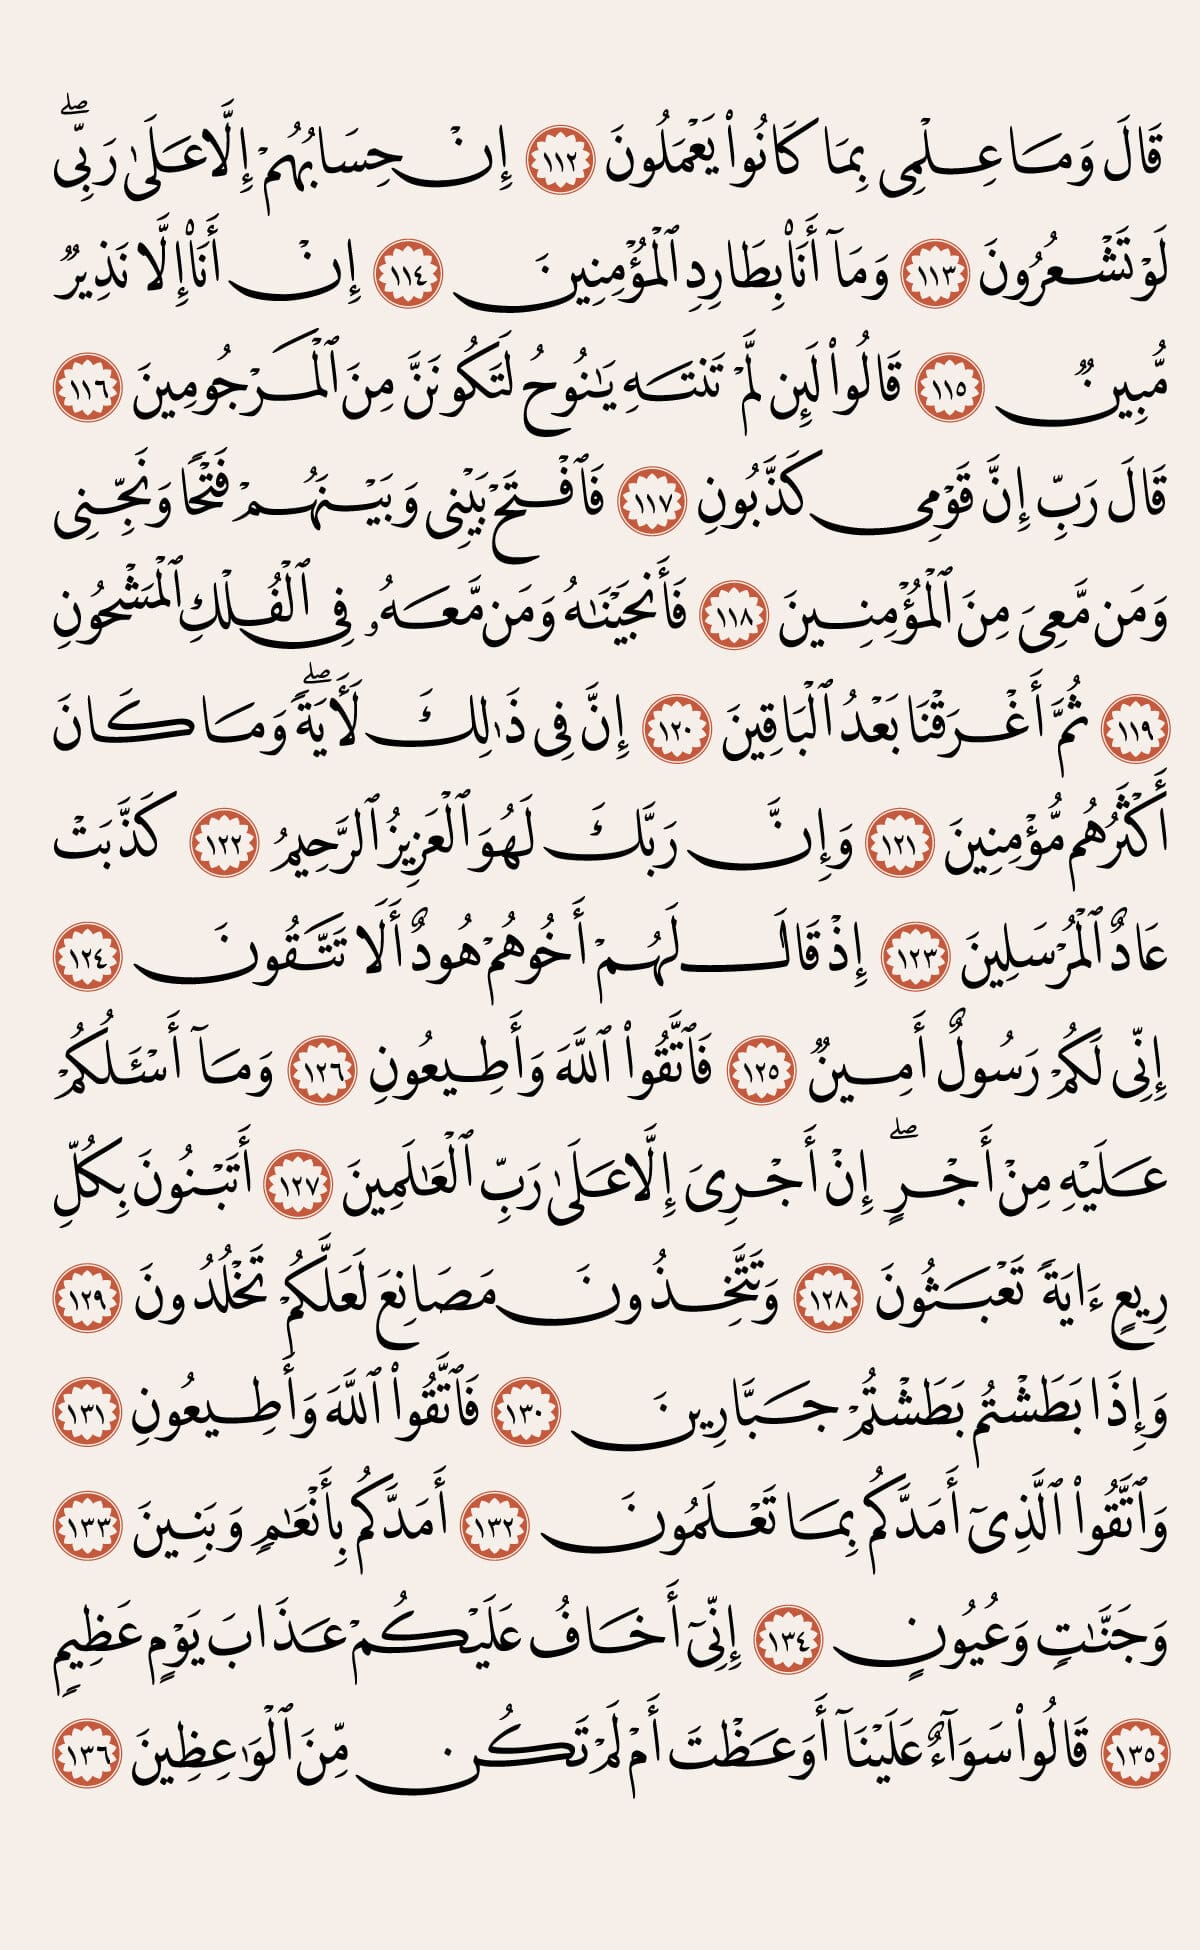 قَالَ وَمَا عِلْمِى بِمَا كَانُوا۟ يَعْمَلُونَ ١١٢ إِنْ حِسَابُهُمْ إِلَّا عَلَىٰ رَبِّى ۖ
لَوْ تَشْعُرُونَ ١١٣ وَمَآ أَنَا۠ بِطَارِدِ ٱلْمُؤْمِنِينَ ١١٤ إِنْ أَنَا۠ إِلَّا نَذِيرٌ
مُّبِينٌ ١١٥ قَالُوا۟ لَئِن لَّمْ تَنتَهِ يَـٰنُوحُ لَتَكُونَنَّ مِنَ ٱلْمَرْجُومِينَ ١١٦
قَالَ رَبِّ إِنَّ قَوْمِى كَذَّبُونِ ١١٧ فَٱفْتَحْ بَيْنِى وَبَيْنَهُمْ فَتْحًا وَنَجِّنِى
وَمَن مَّعِىَ مِنَ ٱلْمُؤْمِنِينَ ١١٨ فَأَنجَيْنَـٰهُ وَمَن مَّعَهُۥ فِى ٱلْفُلْكِ ٱلْمَشْحُونِ
١١٩ ثُمَّ أَغْرَقْنَا بَعْدُ ٱلْبَاقِينَ ١٢٠ إِنَّ فِى ذَٰلِكَ لَـَٔايَةً ۖ وَمَا كَانَ
أَكْثَرُهُم مُّؤْمِنِينَ ١٢١ وَإِنَّ رَبَّكَ لَهُوَ ٱلْعَزِيزُ ٱلرَّحِيمُ ١٢٢ كَذَّبَتْ
عَادٌ ٱلْمُرْسَلِينَ ١٢٣ إِذْ قَالَ لَهُمْ أَخُوهُمْ هُودٌ أَلَا تَتَّقُونَ ١٢٤
إِنِّى لَكُمْ رَسُولٌ أَمِينٌ ١٢٥ فَٱتَّقُوا۟ ٱللَّهَ وَأَطِيعُونِ ١٢٦ وَمَآ أَسْـَٔلُكُمْ
عَلَيْهِ مِنْ أَجْرٍ ۖ إِنْ أَجْرِىَ إِلَّا عَلَىٰ رَبِّ ٱلْعَـٰلَمِينَ ١٢٧ أَتَبْنُونَ بِكُلِّ
رِيعٍ ءَايَةً تَعْبَثُونَ ١٢٨ وَتَتَّخِذُونَ مَصَانِعَ لَعَلَّكُمْ تَخْلُدُونَ ١٢٩
وَإِذَا بَطَشْتُم بَطَشْتُمْ جَبَّارِينَ ١٣٠ فَٱتَّقُوا۟ ٱللَّهَ وَأَطِيعُونِ ١٣١
وَٱتَّقُوا۟ ٱلَّذِىٓ أَمَدَّكُم بِمَا تَعْلَمُونَ ١٣٢ أَمَدَّكُم بِأَنْعَـٰمٍ وَبَنِينَ ١٣٣
وَجَنَّـٰتٍ وَعُيُونٍ ١٣٤ إِنِّىٓ أَخَافُ عَلَيْكُمْ عَذَابَ يَوْمٍ عَظِيمٍ
١٣٥ قَالُوا۟ سَوَآءٌ عَلَيْنَآ أَوَعَظْتَ أَمْ لَمْ تَكُن مِّنَ ٱلْوَٰعِظِينَ ١٣٦